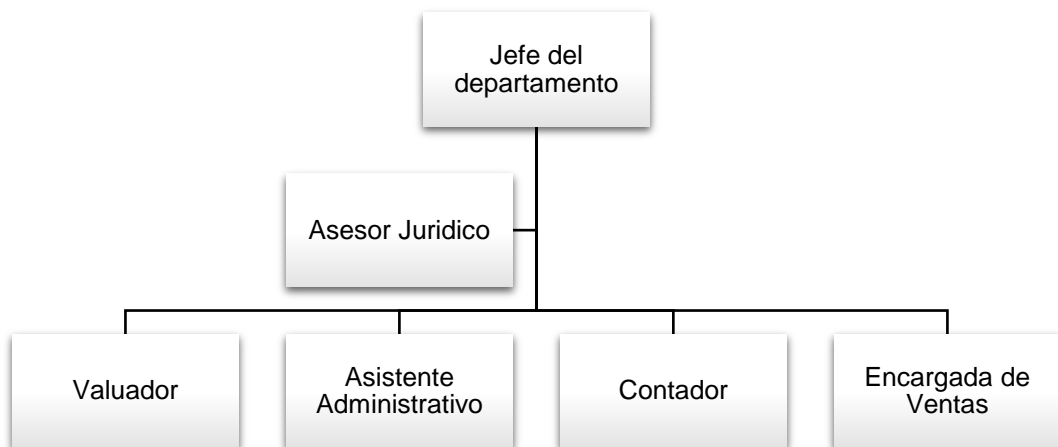 Jefe del
departamento
Asesor Juridico
Valuador
Asistente
Administrativo
Contador
Encargada de
Ventas